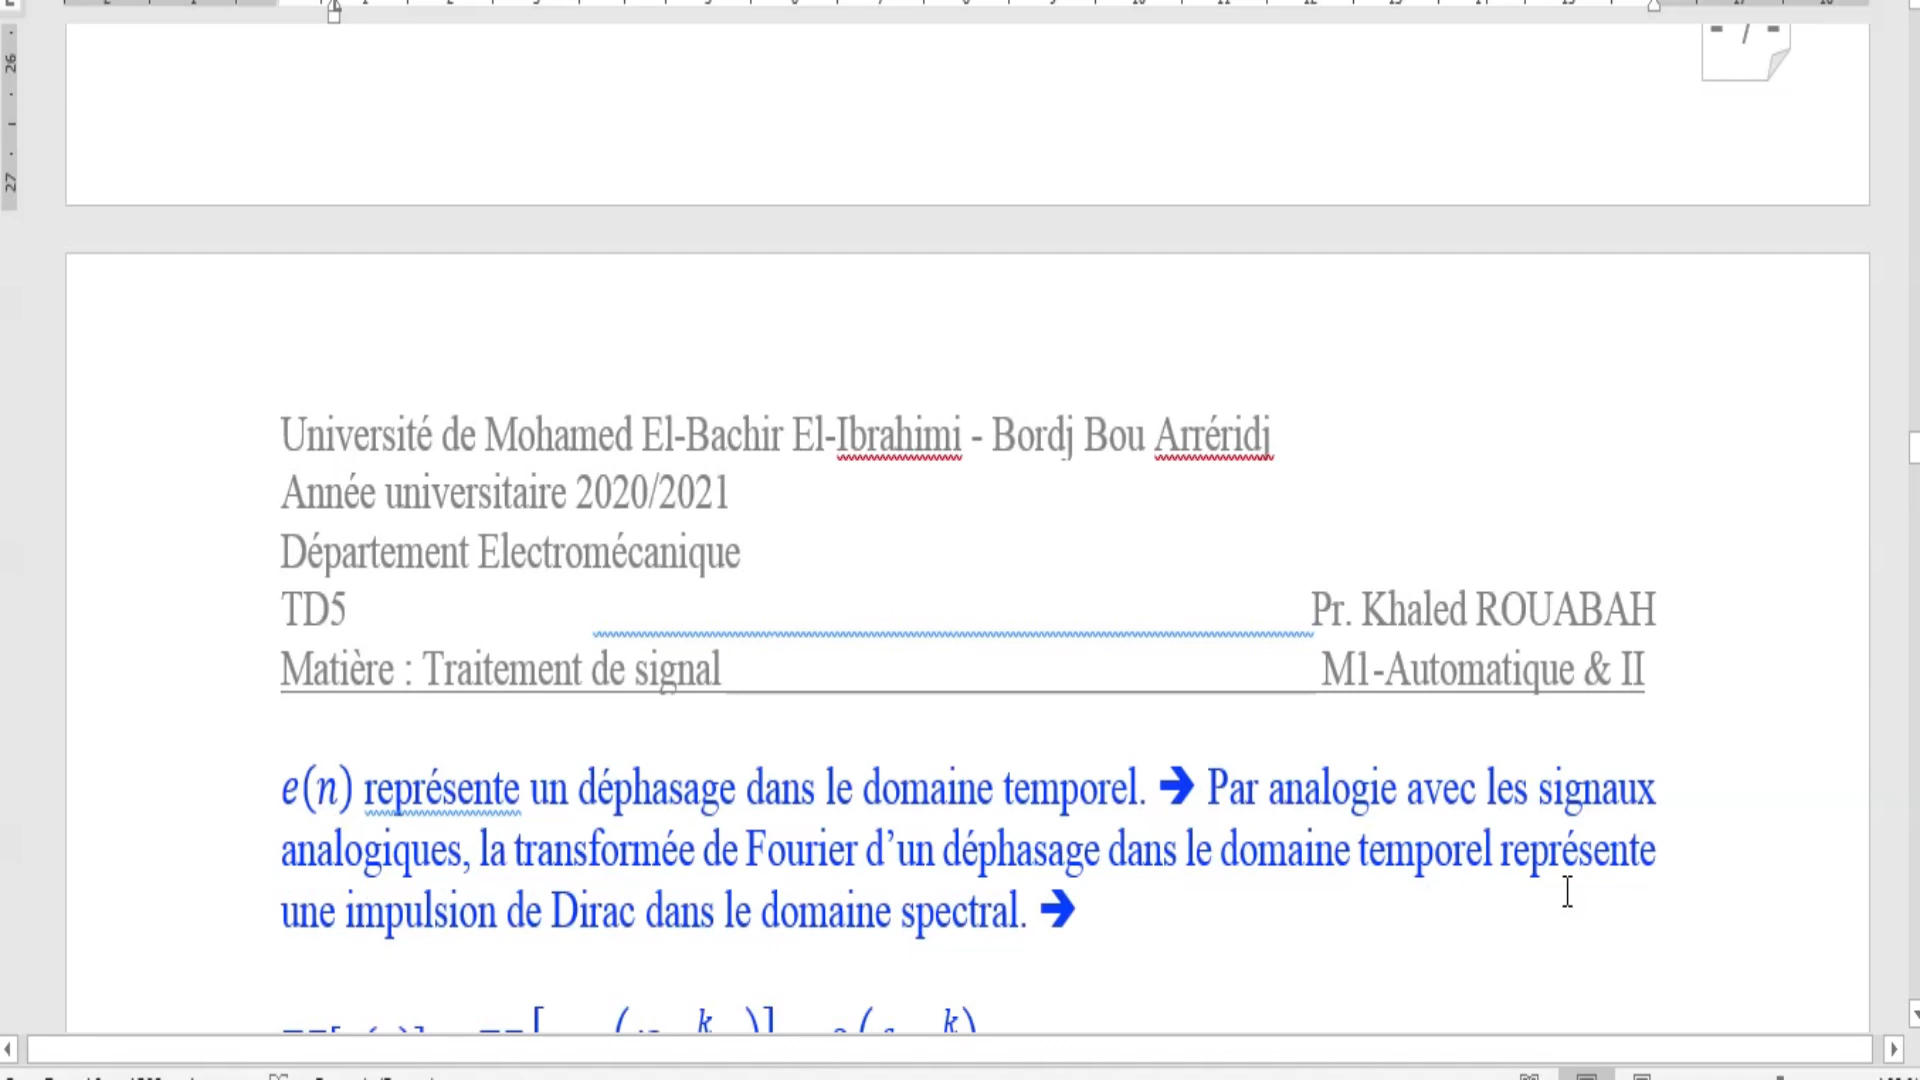 - 7 -
26
27
Université de Mohamed El-Bachir El-Ibrahimi - Bordj Bou Arréridj
Année universitaire 2020/2021
Département Electromécanique
TD5 Pr. Khaled ROUABAH
Matière : Traitement de signal M1-Automatique & II
e(n) représente un déphasage dans le domaine temporel. ➔ Par analogie avec les signaux
analogiques, la transformée de Fourier d’un déphasage dans le domaine temporel représente
une impulsion de Dirac dans le domaine spectral. ➔